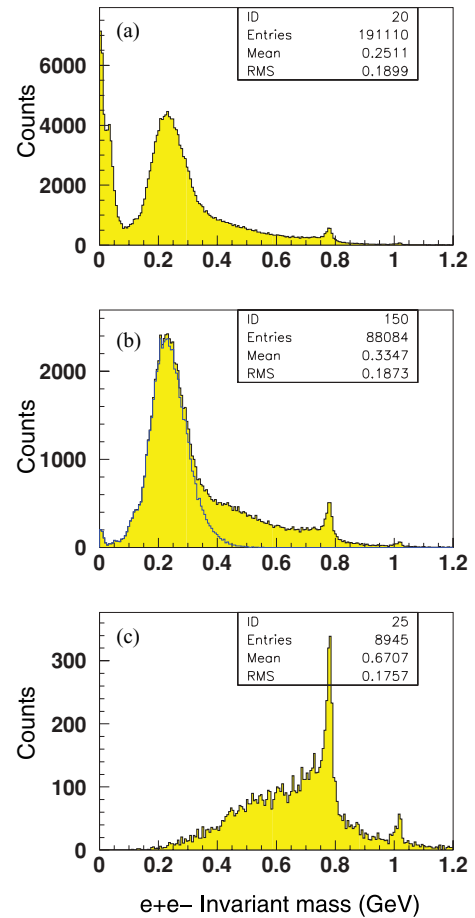 (a)
ID 20
Entries 191110
Mean 0.2511
RMS 0.1899
Counts
6000
4000
2000
0
0 0.2 0.4 0.6 0.8 1 1.2
(b)
ID 150
Entries 88084
Mean 0.3347
RMS 0.1873
Counts
2000
1000
0
0 0.2 0.4 0.6 0.8 1 1.2
(c)
ID 25
Entries 8945
Mean 0.6707
RMS 0.1757
Counts
300
200
100
0
0 0.2 0.4 0.6 0.8 1 1.2
e+e− Invariant mass (GeV)